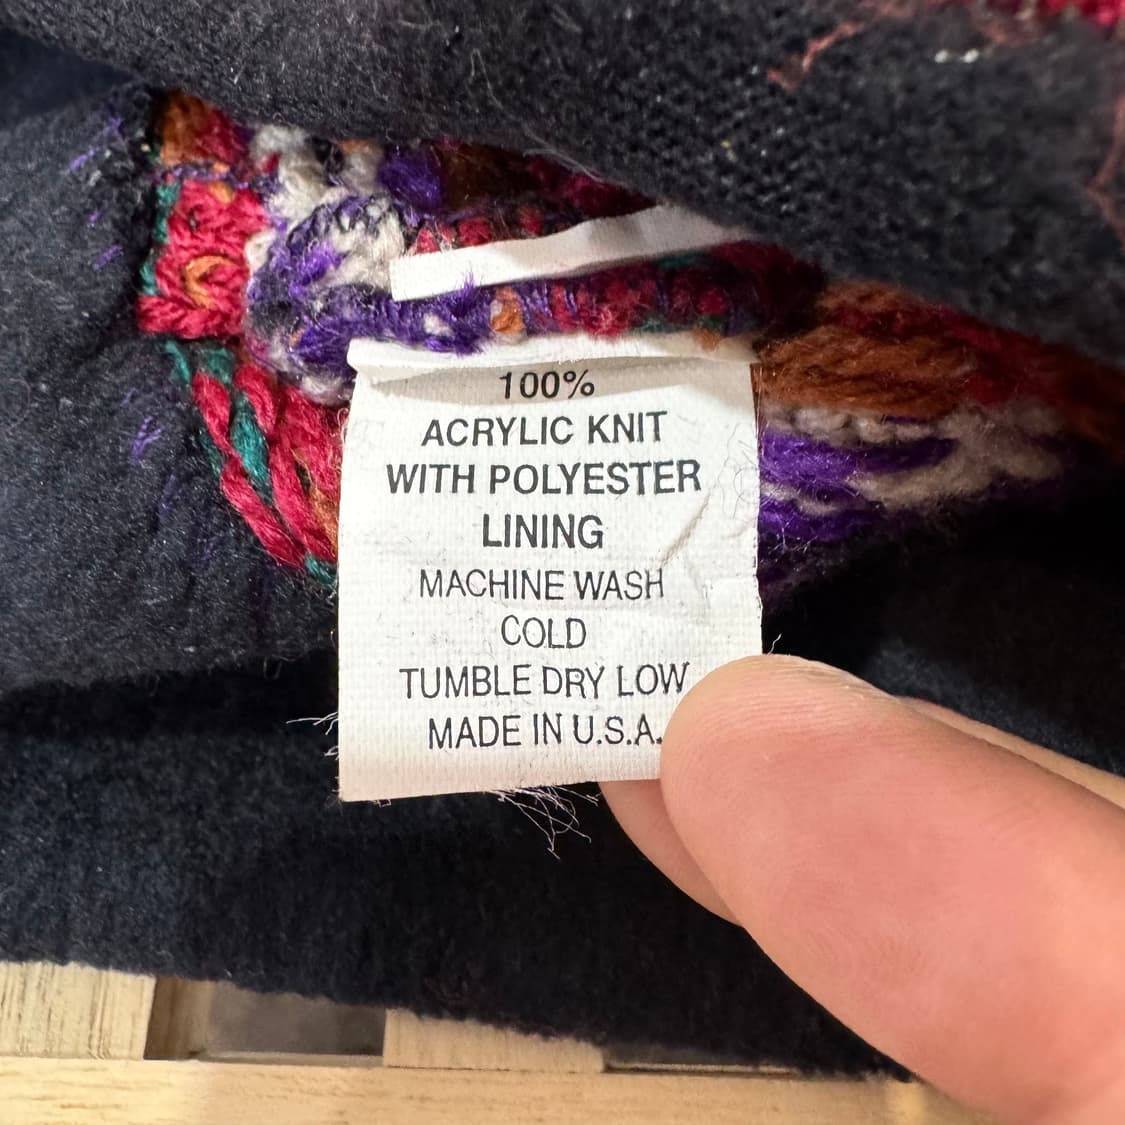 100%
ACRYLIC KNIT
WITH POLYESTER
LINING
MACHINE WASH
COLD
TUMBLE DRY LOW
MADE IN U.S.A.